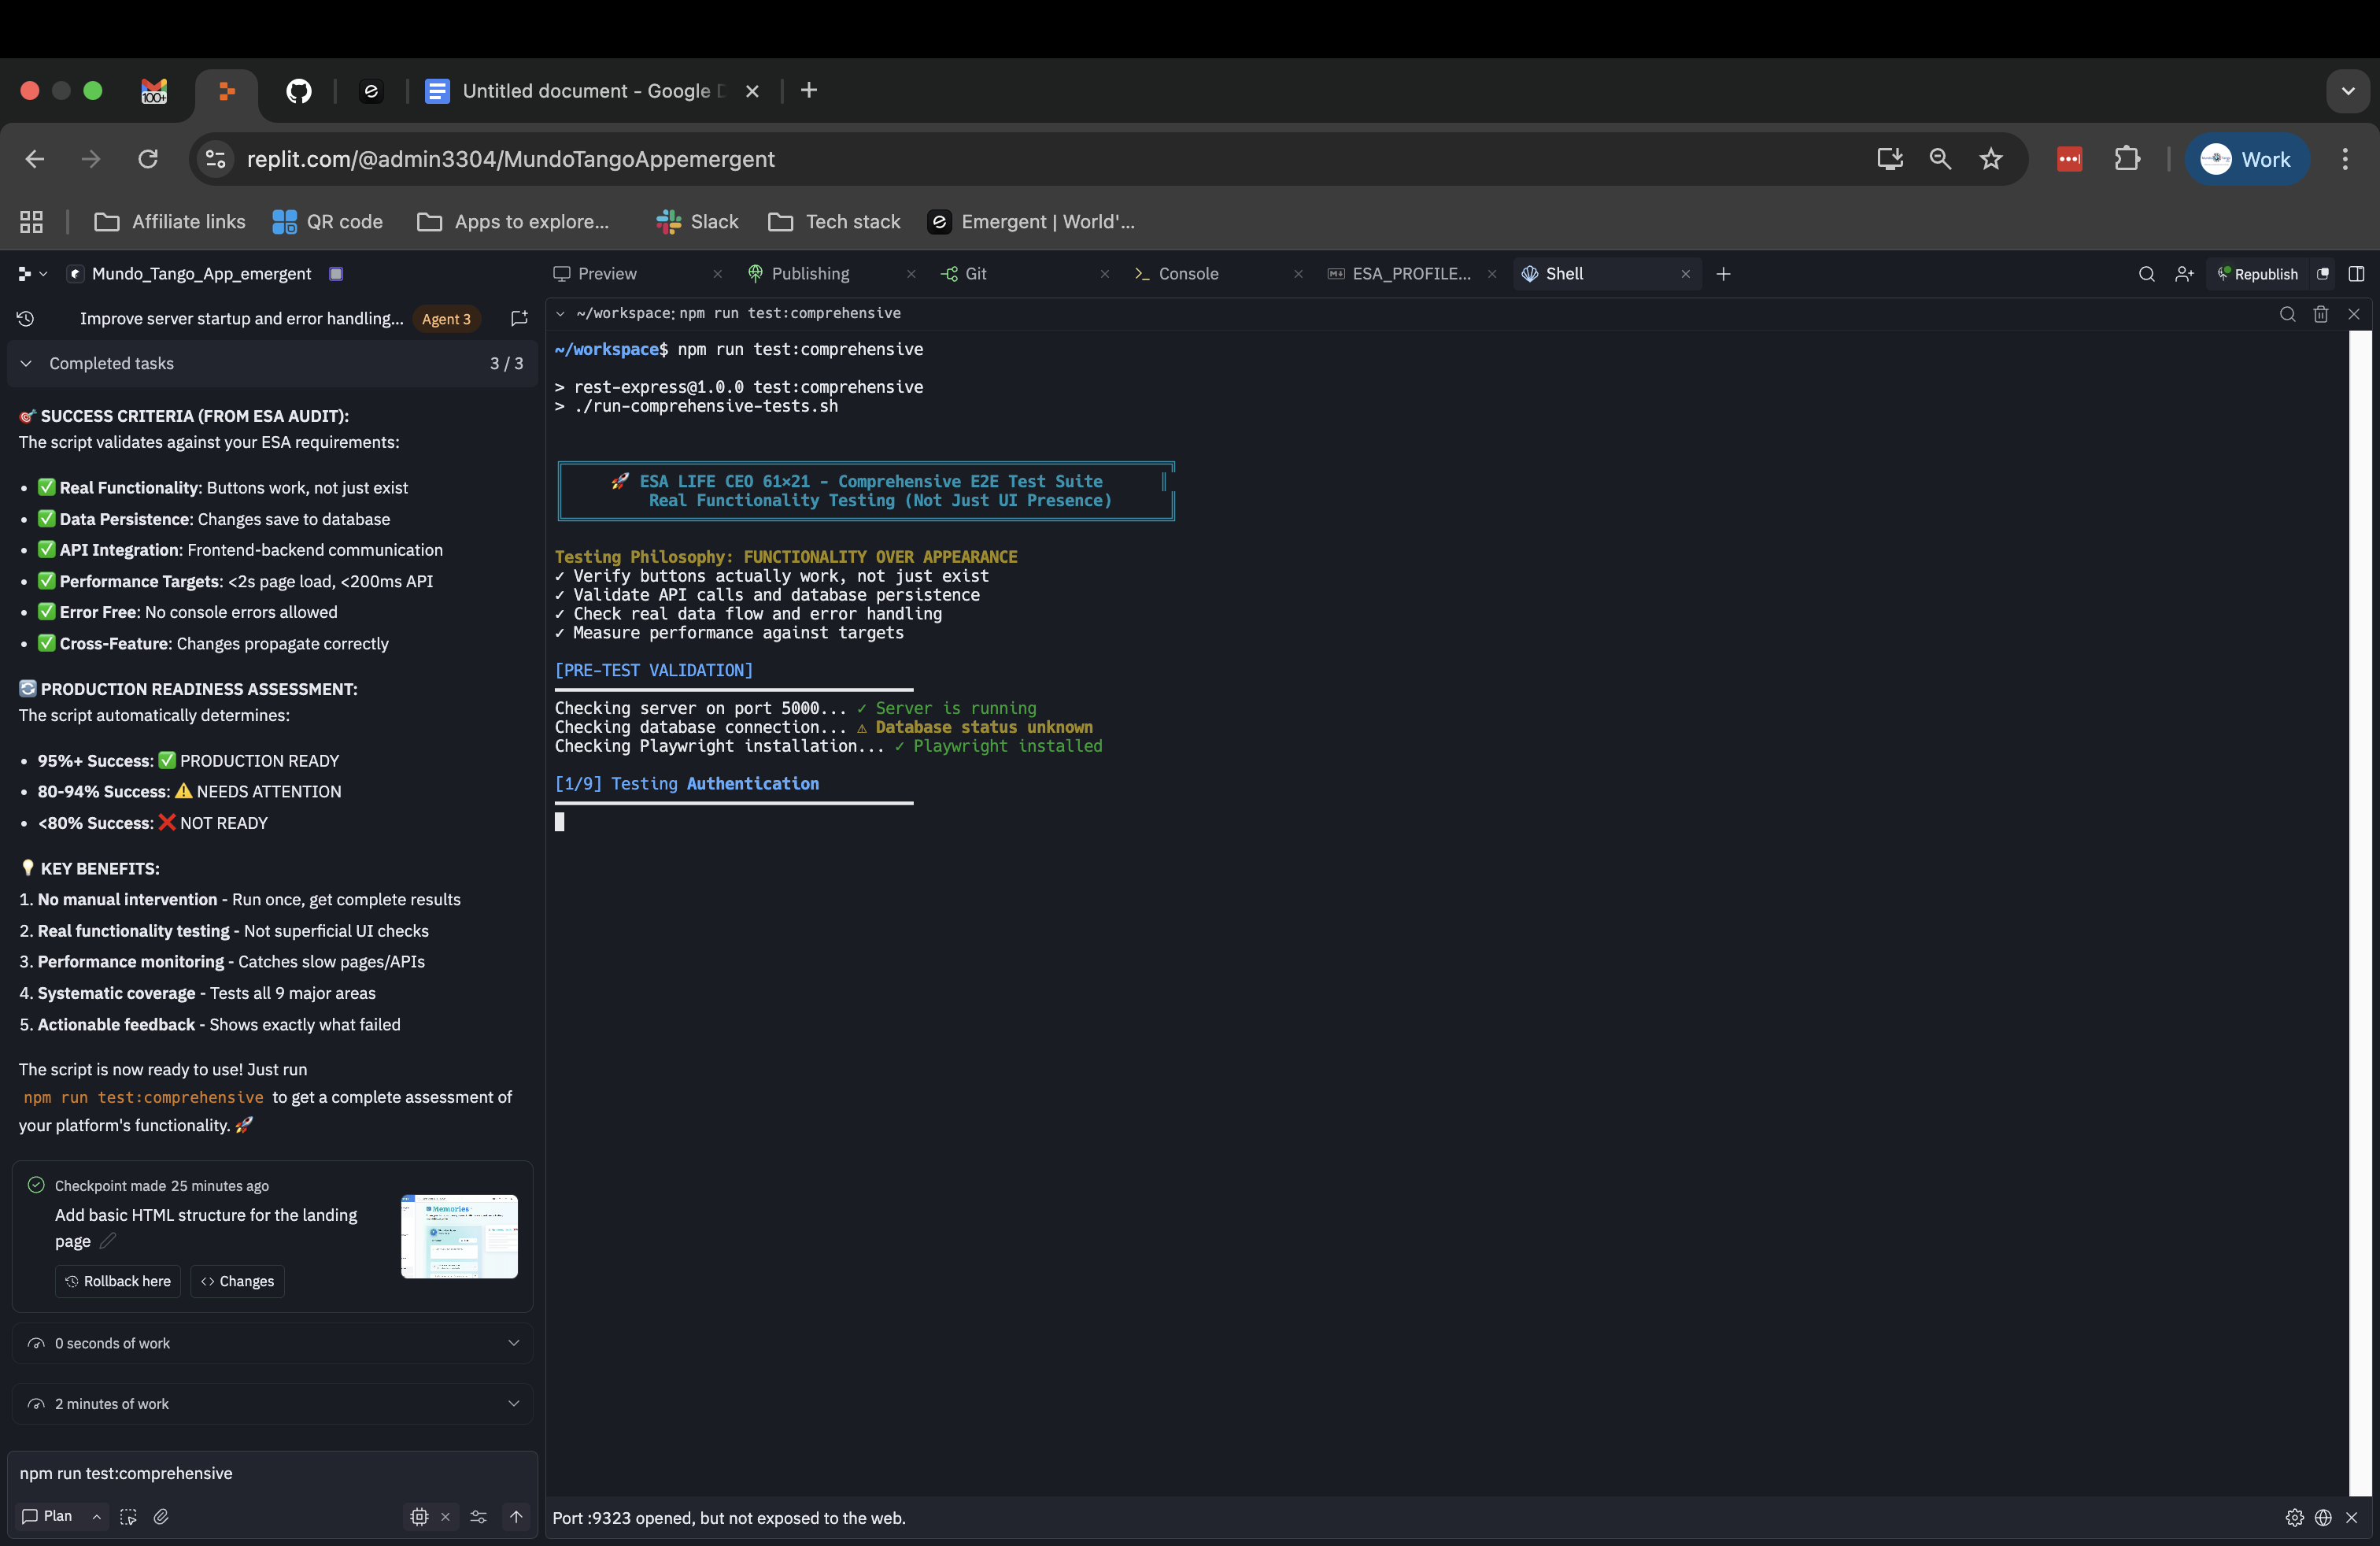 100+
Untitled document - Google D
replit.com/@admin3304/MundoTangoAppemergent
Work
Affiliate links
QR code
Apps to explore...
Slack
Tech stack
Emergent | World'...
Mundo_Tango_App_emergent
Preview
Publishing
Git
Console
ESA_PROFILE...
Shell
Republish
Improve server startup and error handling...
Agent 3
Completed tasks
3 / 3
🎯 SUCCESS CRITERIA (FROM ESA AUDIT):
The script validates against your ESA requirements:
• ✅ Real Functionality: Buttons work, not just exist
• ✅ Data Persistence: Changes save to database
• ✅ API Integration: Frontend-backend communication
• ✅ Performance Targets: <2s page load, <200ms API
• ✅ Error Free: No console errors allowed
• ✅ Cross-Feature: Changes propagate correctly
🔄 PRODUCTION READINESS ASSESSMENT:
The script automatically determines:
• 95%+ Success: ✅ PRODUCTION READY
• 80-94% Success: ⚠️ NEEDS ATTENTION
• <80% Success: ❌ NOT READY
💡 KEY BENEFITS:
1. No manual intervention - Run once, get complete results
2. Real functionality testing - Not superficial UI checks
3. Performance monitoring - Catches slow pages/APIs
4. Systematic coverage - Tests all 9 major areas
5. Actionable feedback - Shows exactly what failed
The script is now ready to use! Just run
npm run test:comprehensive to get a complete assessment of
your platform's functionality. 🚀
Checkpoint made 25 minutes ago
Add basic HTML structure for the landing
page
Memories
Rollback here
Changes
0 seconds of work
2 minutes of work
npm run test:comprehensive
Plan
~/workspace: npm run test:comprehensive
~/workspace$ npm run test:comprehensive
> rest-express@1.0.0 test:comprehensive
> ./run-comprehensive-tests.sh
🚀 ESA LIFE CEO 61×21 - Comprehensive E2E Test Suite
Real Functionality Testing (Not Just UI Presence)
Testing Philosophy: FUNCTIONALITY OVER APPEARANCE
✓ Verify buttons actually work, not just exist
✓ Validate API calls and database persistence
✓ Check real data flow and error handling
✓ Measure performance against targets
[PRE-TEST VALIDATION]
Checking server on port 5000... ✓ Server is running
Checking database connection... ⚠ Database status unknown
Checking Playwright installation... ✓ Playwright installed
[1/9] Testing Authentication
Port :9323 opened, but not exposed to the web.